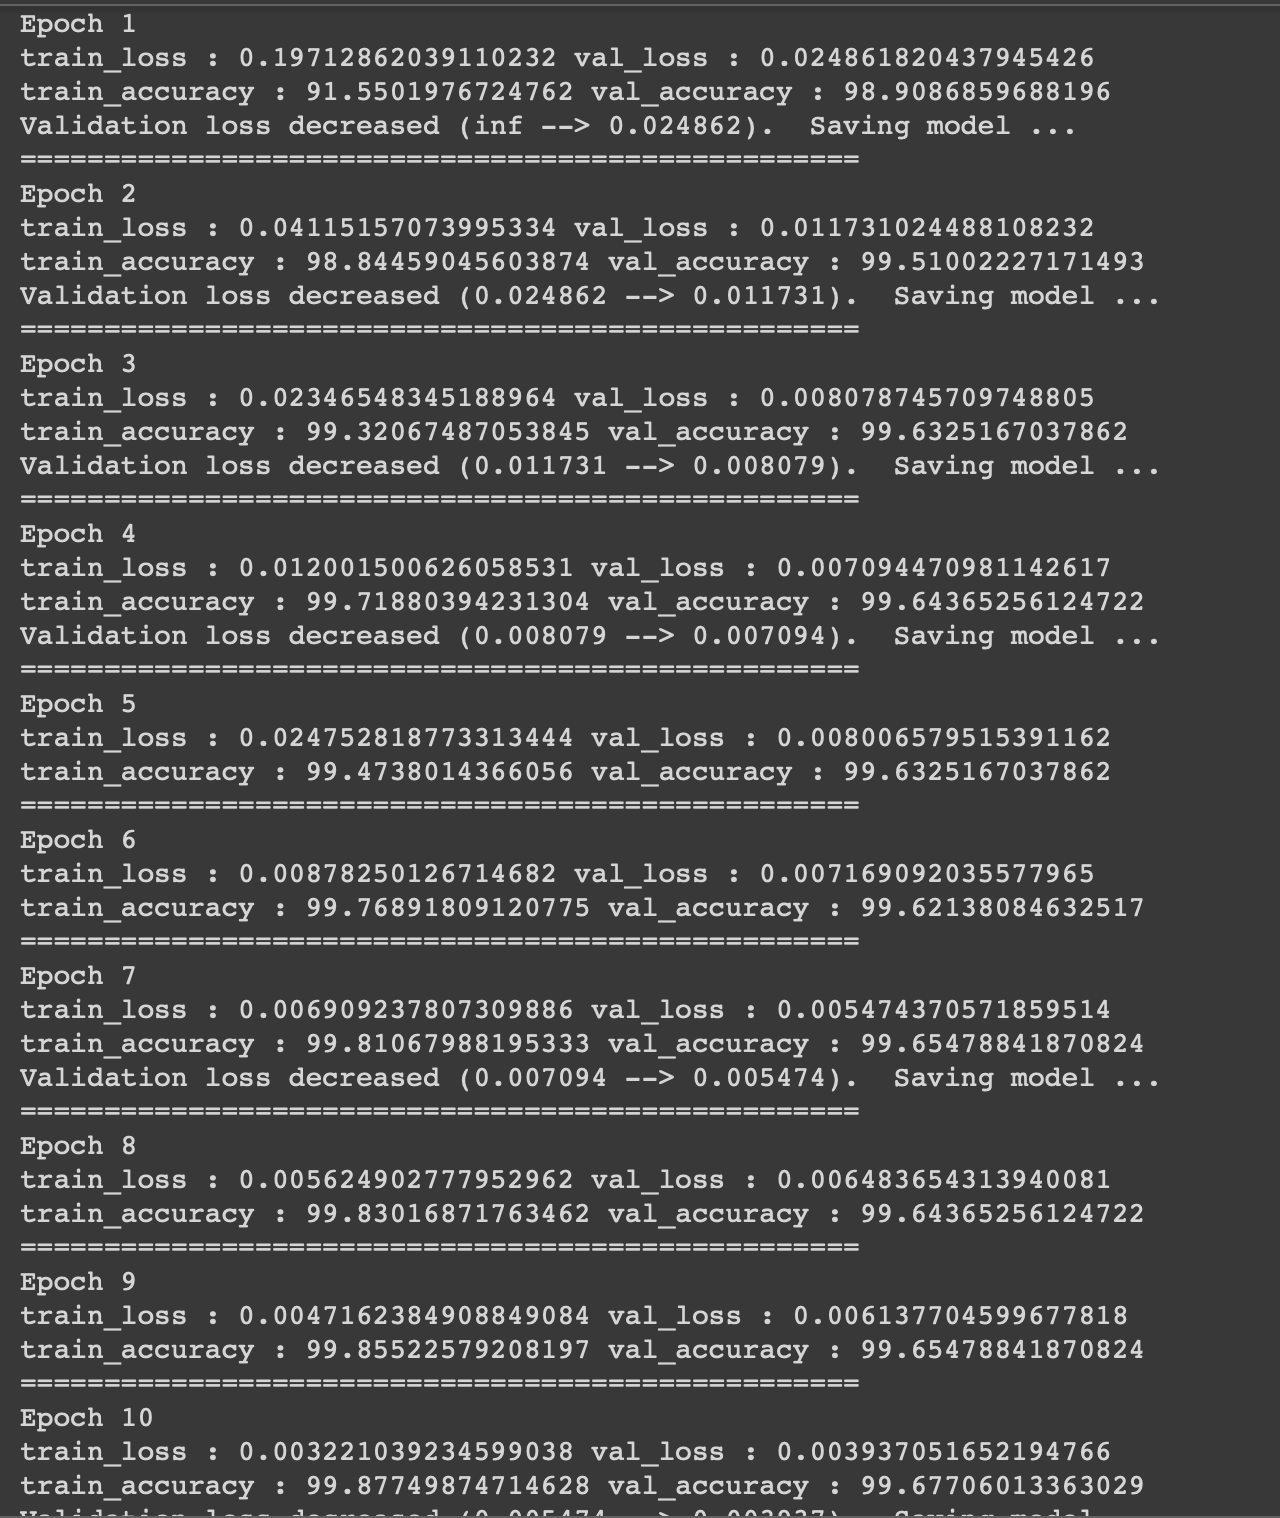 Epoch 1
train_loss : 0.19712862039110232 val_loss : 0.024861820437945426
train_accuracy : 91.5501976724762 val_accuracy : 98.9086859688196
Validation loss decreased (inf --> 0.024862).  Saving model ...
==================================================
Epoch 2
train_loss : 0.04115157073995334 val_loss : 0.011731024488108232
train_accuracy : 98.84459045603874 val_accuracy : 99.51002227171493
Validation loss decreased (0.024862 --> 0.011731).  Saving model ...
==================================================
Epoch 3
train_loss : 0.02346548345188964 val_loss : 0.008078745709748805
train_accuracy : 99.32067487053845 val_accuracy : 99.6325167037862
Validation loss decreased (0.011731 --> 0.008079).  Saving model ...
==================================================
Epoch 4
train_loss : 0.012001500626058531 val_loss : 0.007094470981142617
train_accuracy : 99.71880394231304 val_accuracy : 99.64365256124722
Validation loss decreased (0.008079 --> 0.007094).  Saving model ...
==================================================
Epoch 5
train_loss : 0.024752818773313444 val_loss : 0.008006579515391162
train_accuracy : 99.4738014366056 val_accuracy : 99.6325167037862
==================================================
Epoch 6
train_loss : 0.00878250126714682 val_loss : 0.007169092035577965
train_accuracy : 99.76891809120775 val_accuracy : 99.62138084632517
==================================================
Epoch 7
train_loss : 0.006909237807309886 val_loss : 0.005474370571859514
train_accuracy : 99.81067988195333 val_accuracy : 99.65478841870824
Validation loss decreased (0.007094 --> 0.005474).  Saving model ...
==================================================
Epoch 8
train_loss : 0.005624902777952962 val_loss : 0.006483654313940081
train_accuracy : 99.83016871763462 val_accuracy : 99.64365256124722
==================================================
Epoch 9
train_loss : 0.0047162384908849084 val_loss : 0.006137704599677818
train_accuracy : 99.85522579208197 val_accuracy : 99.65478841870824
==================================================
Epoch 10
train_loss : 0.003221039234599038 val_loss : 0.003937051652194766
train_accuracy : 99.87749874714628 val_accuracy : 99.67706013363029
Validation loss decreased (0.005474 --> 0.003937).  Saving model